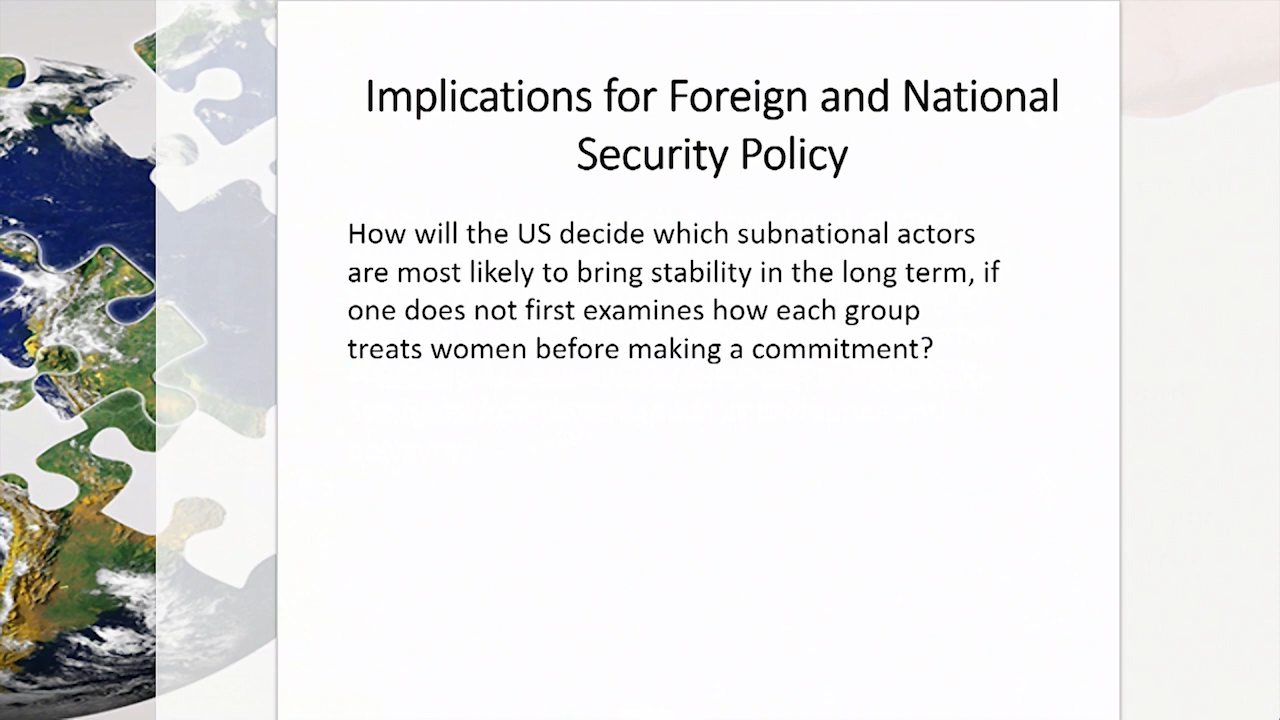 Implications for Foreign and National
Security Policy
How will the US decide which subnational actors
are most likely to bring stability in the long term, if
one does not first examines how each group
treats women before making a commitment?